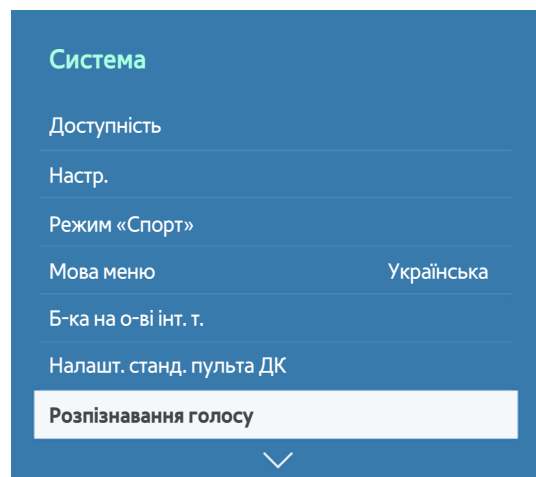 Система
Доступність
Настр.
Режим «Спорт»
Мова меню Українська
Б-ка на о-ві інт. т.
Налашт. станд. пульта ДК
Розпізнавання голосу